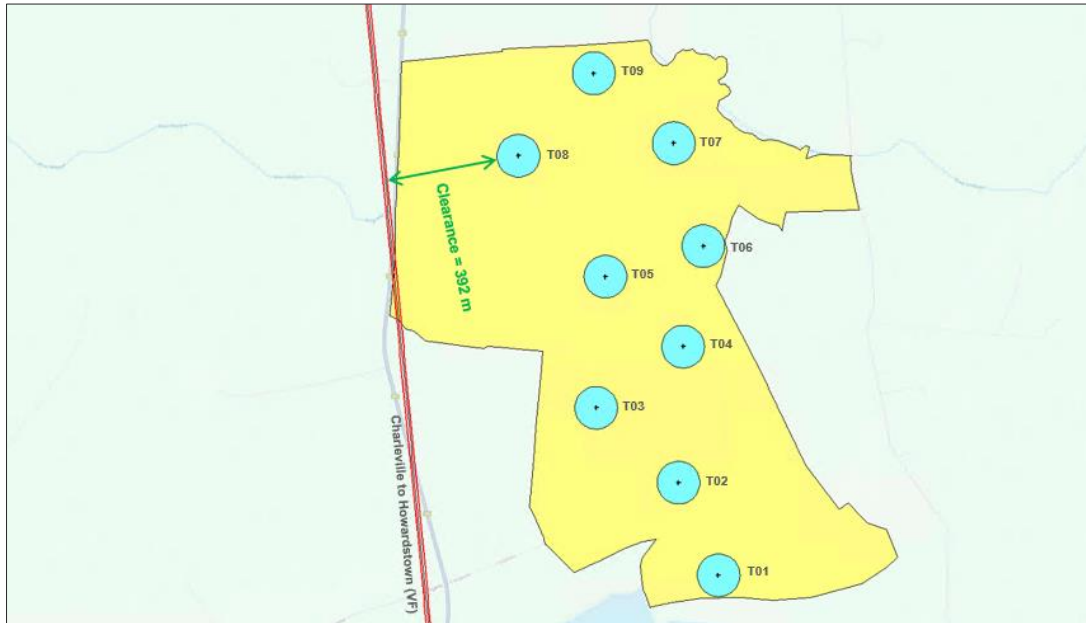 T09
T07
T08
T06
Clearance = 392 m
T05
T04
T03
Charleville to Howardstown (VF)
T02
T01